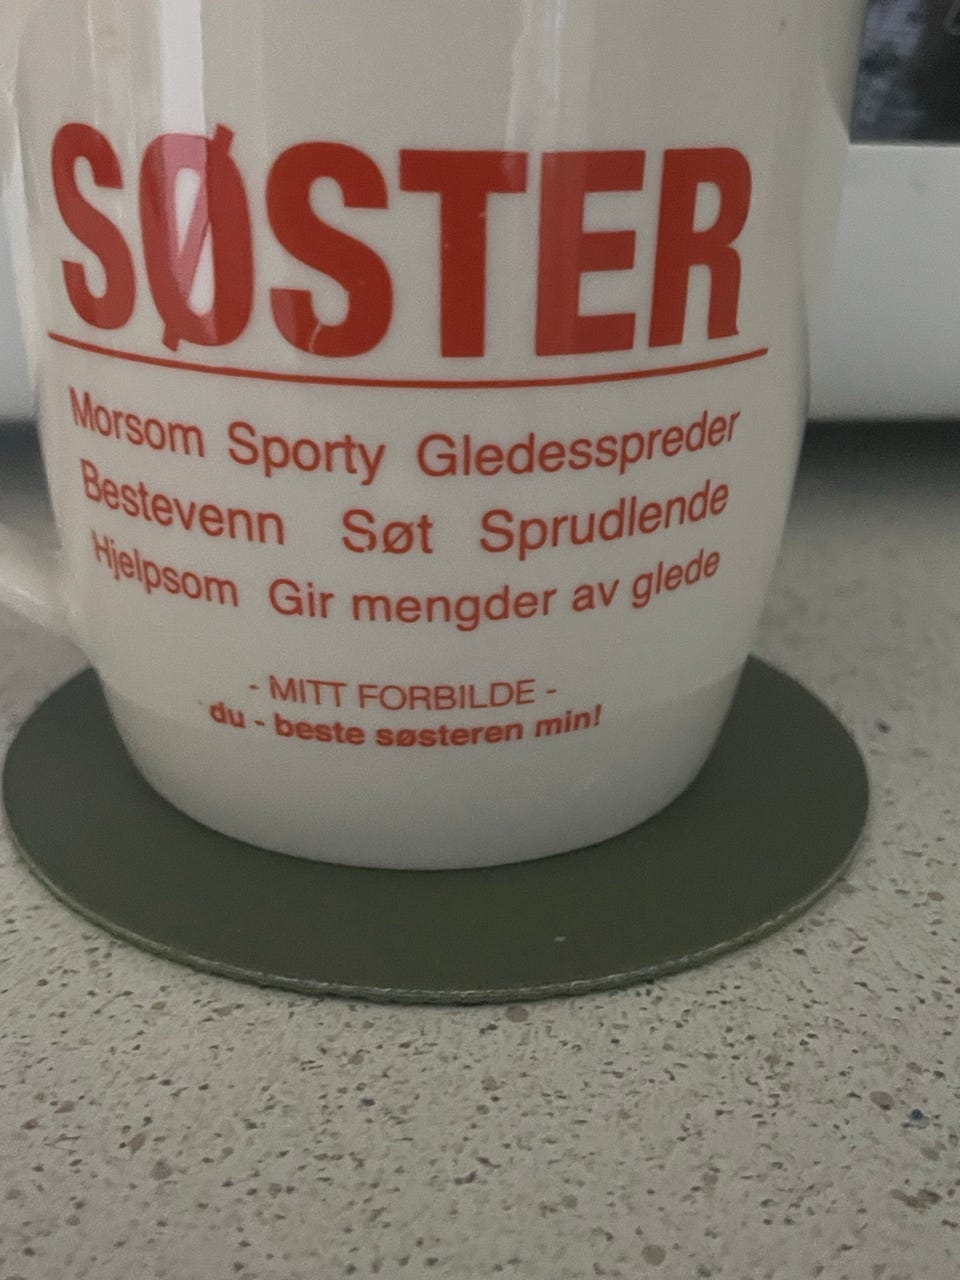 SØSTER
Morsom Sporty Gledesspreder
Bestevenn Søt Sprudlende
Hjelpsom Gir mengder av glede
- MITT FORBILDE -
du - beste søsteren min!